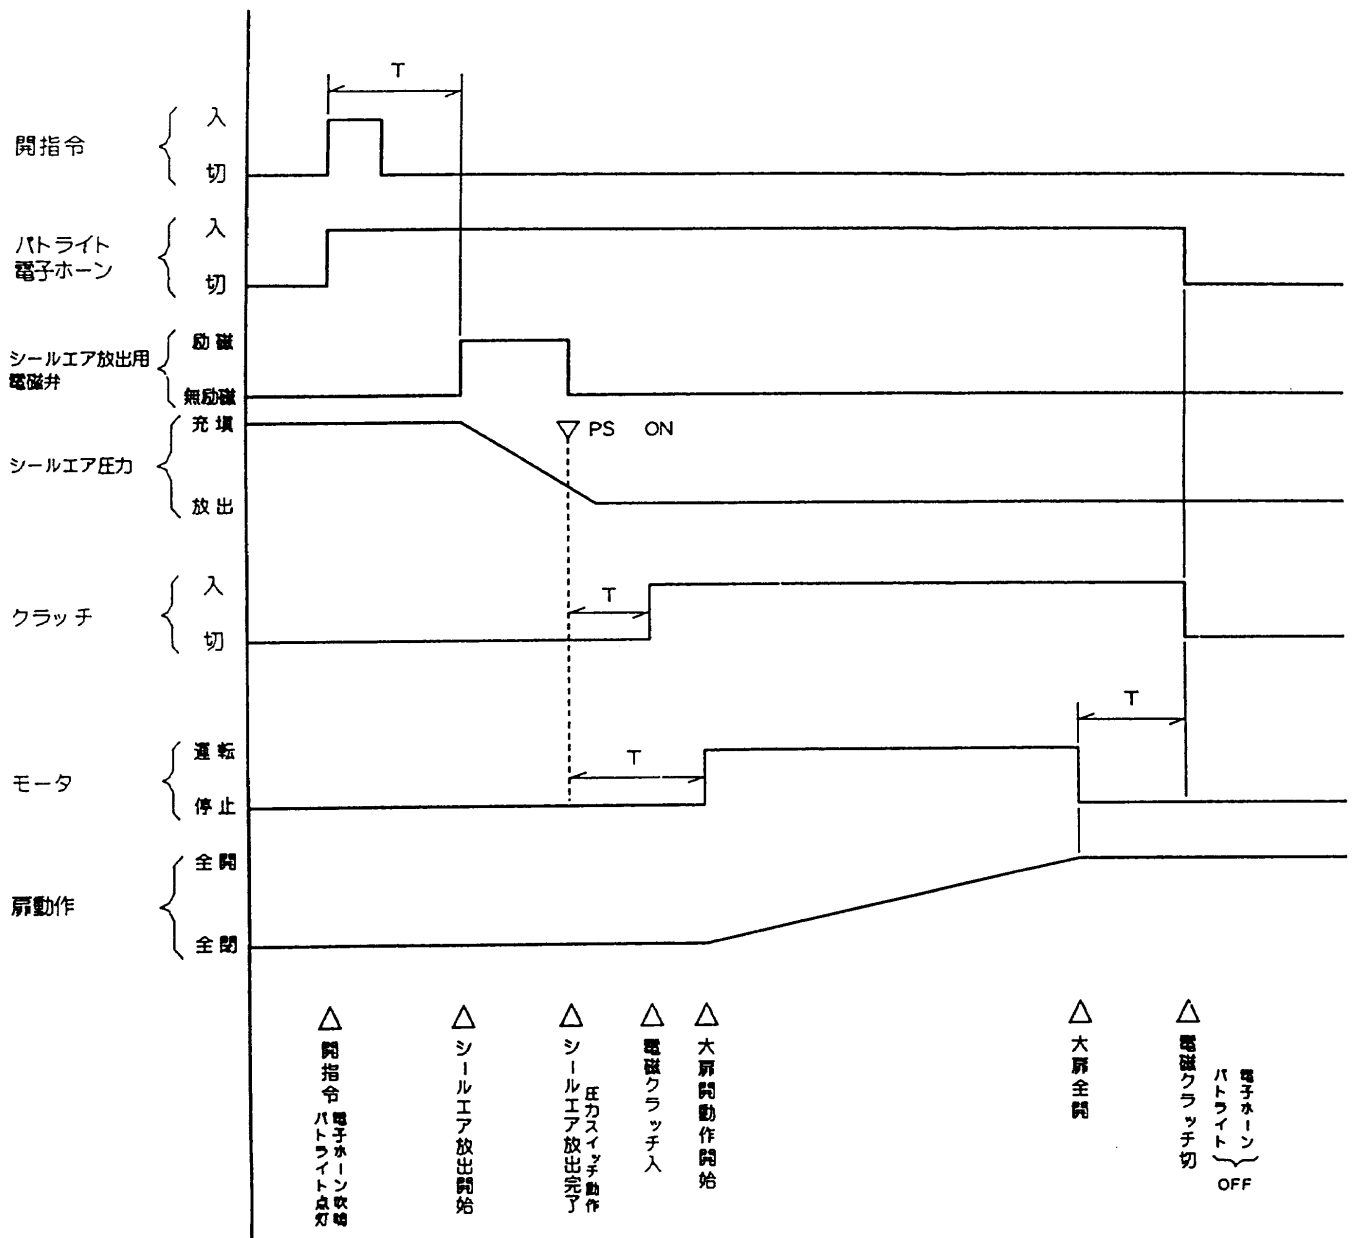 T
開指令
入
切
パトライト
電子ホーン
入
切
シールエア放出用
電磁弁
励磁
無励磁
シールエア圧力
充填
放出
PS ON
クラッチ
入
切
T
モータ
運転
停止
T
T
扉動作
全開
全閉
開指令
電子ホーン吹鳴
パトライト点灯
シールエア放出開始
圧力スイッチ動作
シールエア放出完了
電磁クラッチ入
大扉開動作開始
大扉全開
電磁クラッチ切
電子ホーン
パトライト
OFF